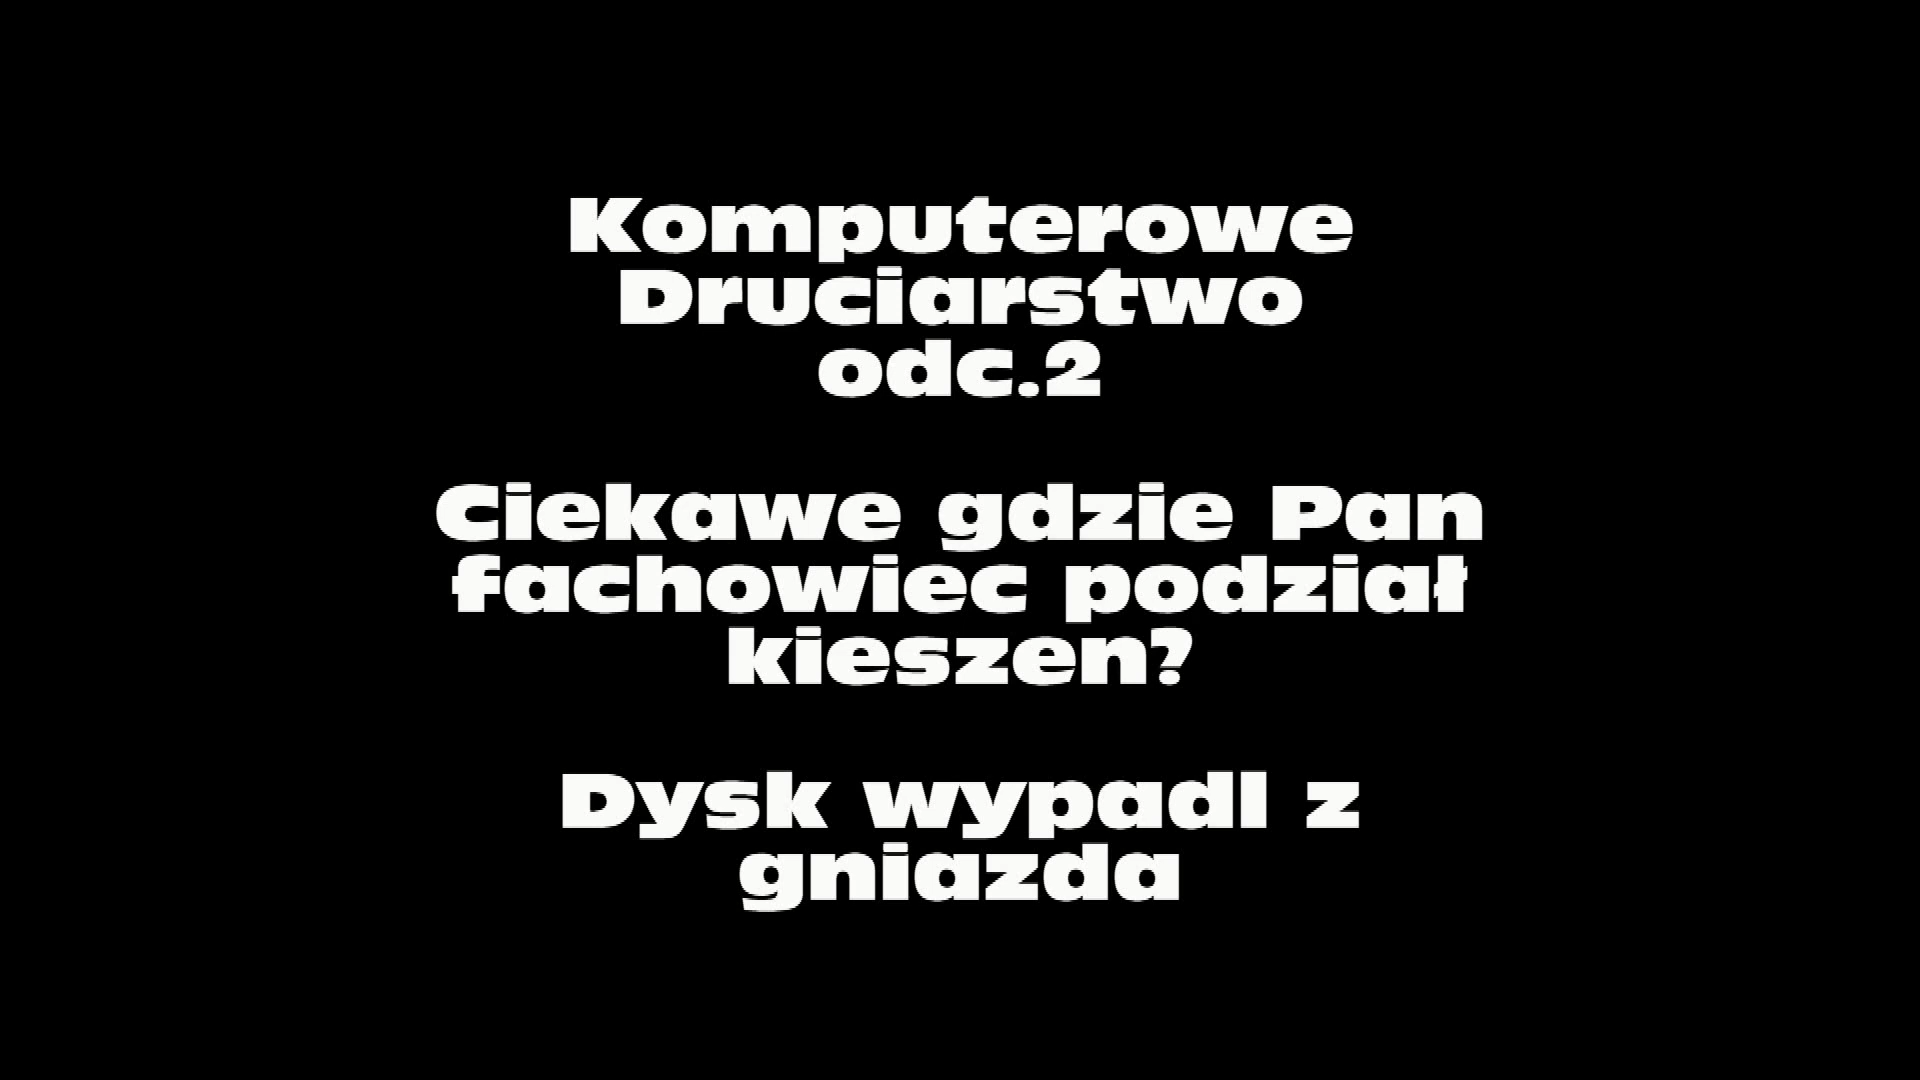 Komputerowe
Druciarstwo
odc.2
Ciekawe gdzie Pan
fachowiec podział
kieszen?
Dysk wypadl z
gniazda